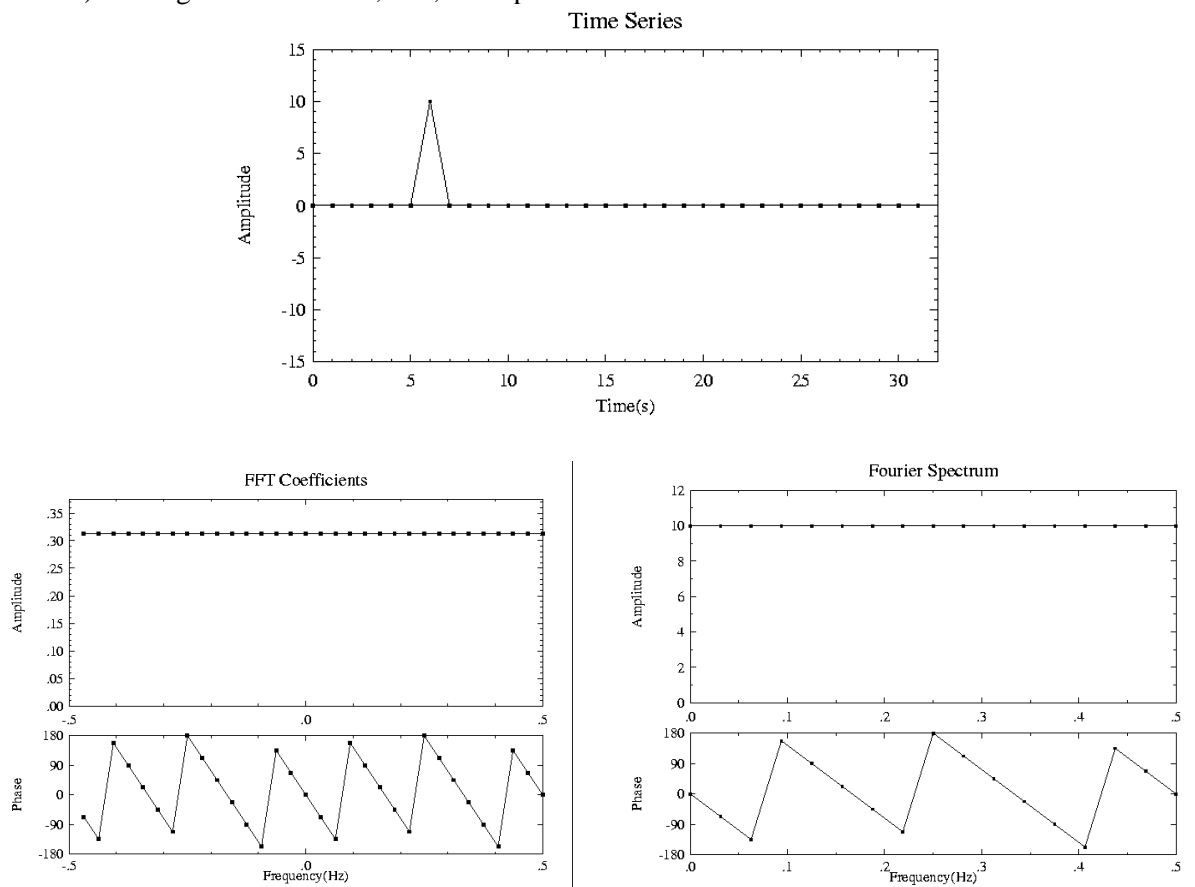 Time Series
15
10
5
0
-5
-10
-15
Amplitude
0 5 10 15 20 25 30
Time(s)
FFT Coefficients
.35
.30
.25
.20
.15
.10
.05
.00
Amplitude
-.5 .0 .5
180
90
0
-90
-180
Phase
-.5 .0 .5
Frequency(Hz)
Fourier Spectrum
12
10
8
6
4
2
0
Amplitude
.0 .1 .2 .3 .4 .5
180
90
0
-90
-180
Phase
.0 .1 .2 .3 .4 .5
Frequency(Hz)